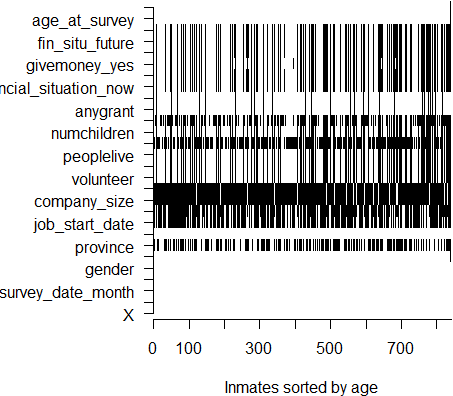 age_at_survey
fin_situ_future
givemoney_yes
ncial_situation_now
anygrant
numchildren
peoplelive
volunteer
company_size
job_start_date
province
gender
survey_date_month
X
0 100 300 500 700
Inmates sorted by age